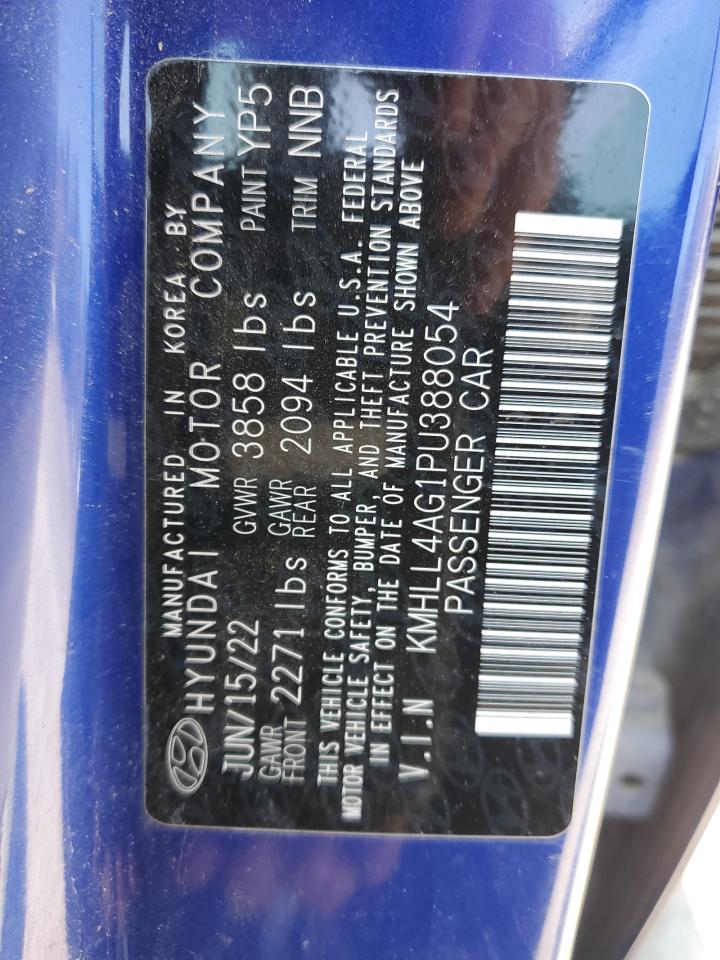 MANUFACTURED IN KOREA BY
HYUNDAI MOTOR COMPANY
JUN/15/22 GVWR 3858 lbs PAINT YP5
GAWR FRONT 2271 lbs GAWR REAR 2094 lbs TRIM NNB
THIS VEHICLE CONFORMS TO ALL APPLICABLE U.S.A. FEDERAL
MOTOR VEHICLE SAFETY, BUMPER, AND THEFT PREVENTION STANDARDS
IN EFFECT ON THE DATE OF MANUFACTURE SHOWN ABOVE
V.I.N KMHLL4AG1PU388054
PASSENGER CAR